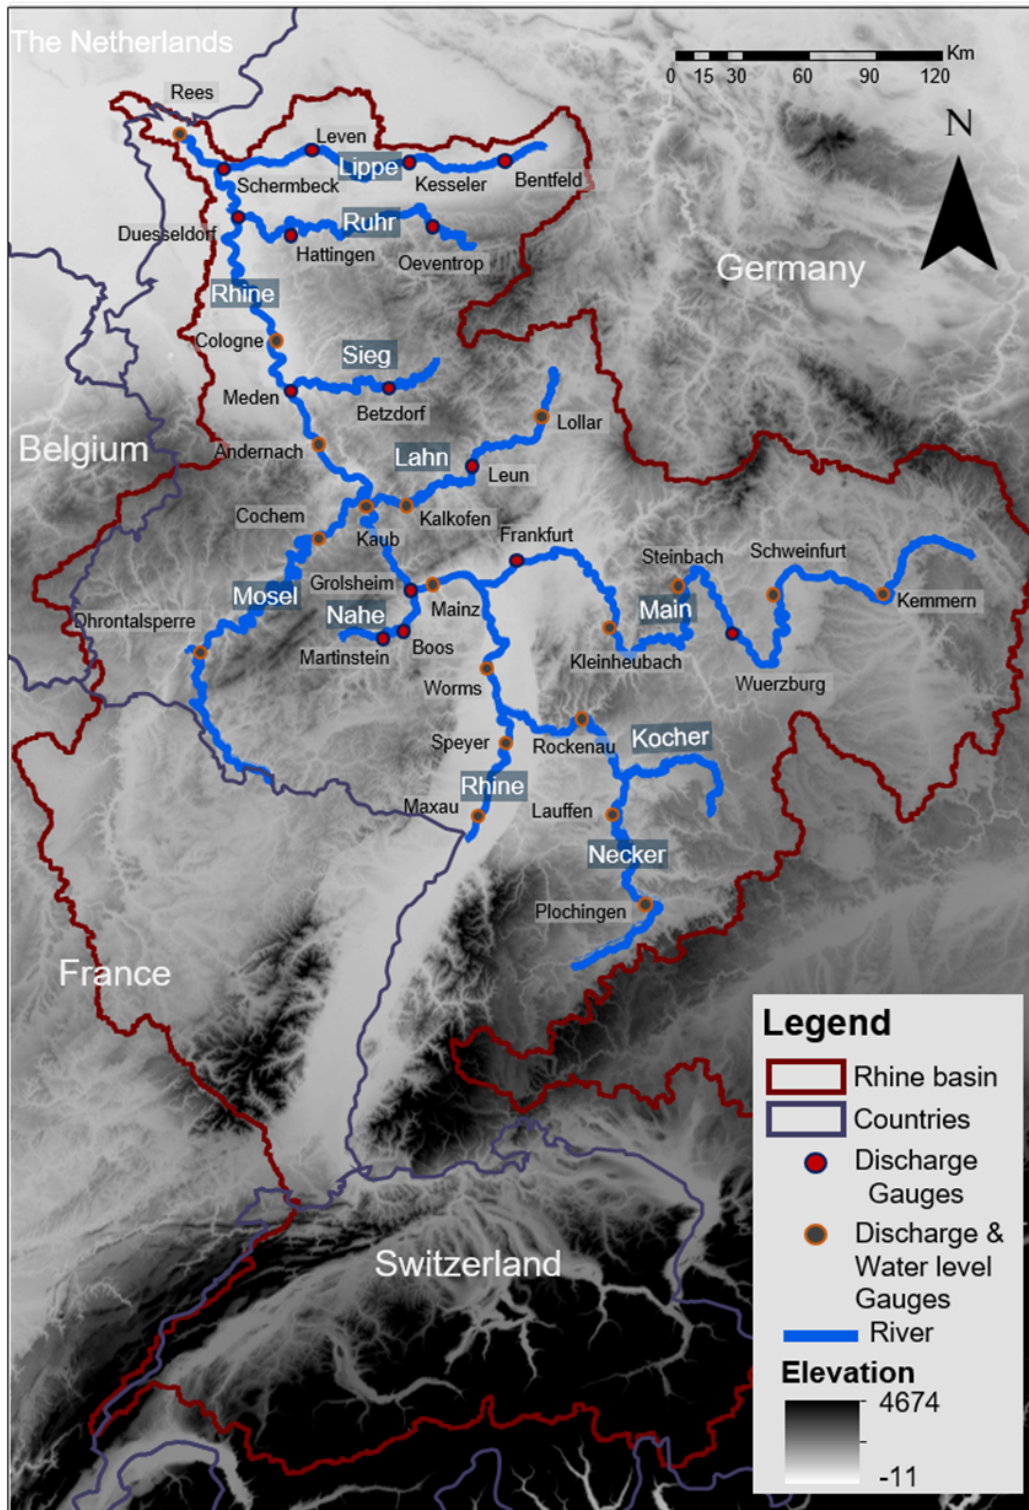 The Netherlands
Km
0 15 30 60 90 120
Rees
N
Leven
Lippe
Schermbeck
Kesseler
Bentfeld
Ruhr
Duesseldorf
Hattingen
Oeventrop
Germany
Rhine
Cologne
Sieg
Meden
Betzdorf
Lollar
Belgium
Andernach
Lahn
Leun
Cochem
Kalkofen
Kaub
Frankfurt
Steinbach
Schweinfurt
Grolsheim
Mosel
Mainz
Main
Kemmern
Nahe
Dhrontalsperre
Boos
Martinstein
Kleinheubach
Wuerzburg
Worms
Speyer
Rockenau
Kocher
Rhine
Maxau
Lauffen
Necker
Plochingen
France
Switzerland
Legend
Rhine basin
Countries
Discharge
Gauges
Discharge &
Water level
Gauges
River
Elevation
4674
-11